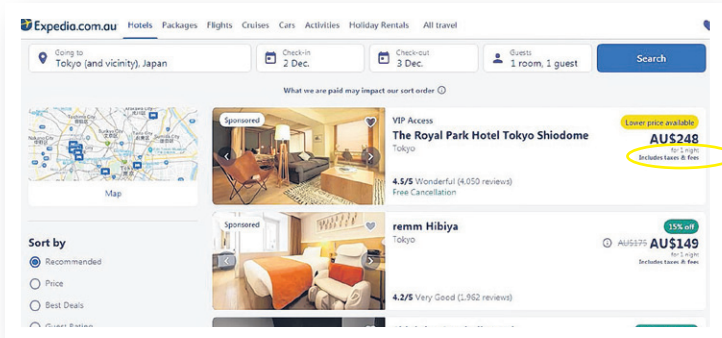 Expedia.com.au Hotels Packages Flights Cruises Cars Activities Holiday Rentals All travel
Going to
Tokyo (and vicinity), Japan
Check-in
2 Dec.
Check-out
3 Dec.
Guests
1 room, 1 guest
Search
What we are paid may impact our sort order
Map
Sort by
Recommended
Price
Best Deals
Guest Rating
Sponsored
VIP Access
The Royal Park Hotel Tokyo Shiodome
Tokyo
4.5/5 Wonderful (4,050 reviews)
Free Cancellation
Lower price available
AU$248
for 1 night
Includes taxes & fees
Sponsored
remm Hibiya
Tokyo
4.2/5 Very Good (1,962 reviews)
15% off
AU$175 AU$149
for 1 night
Includes taxes & fees